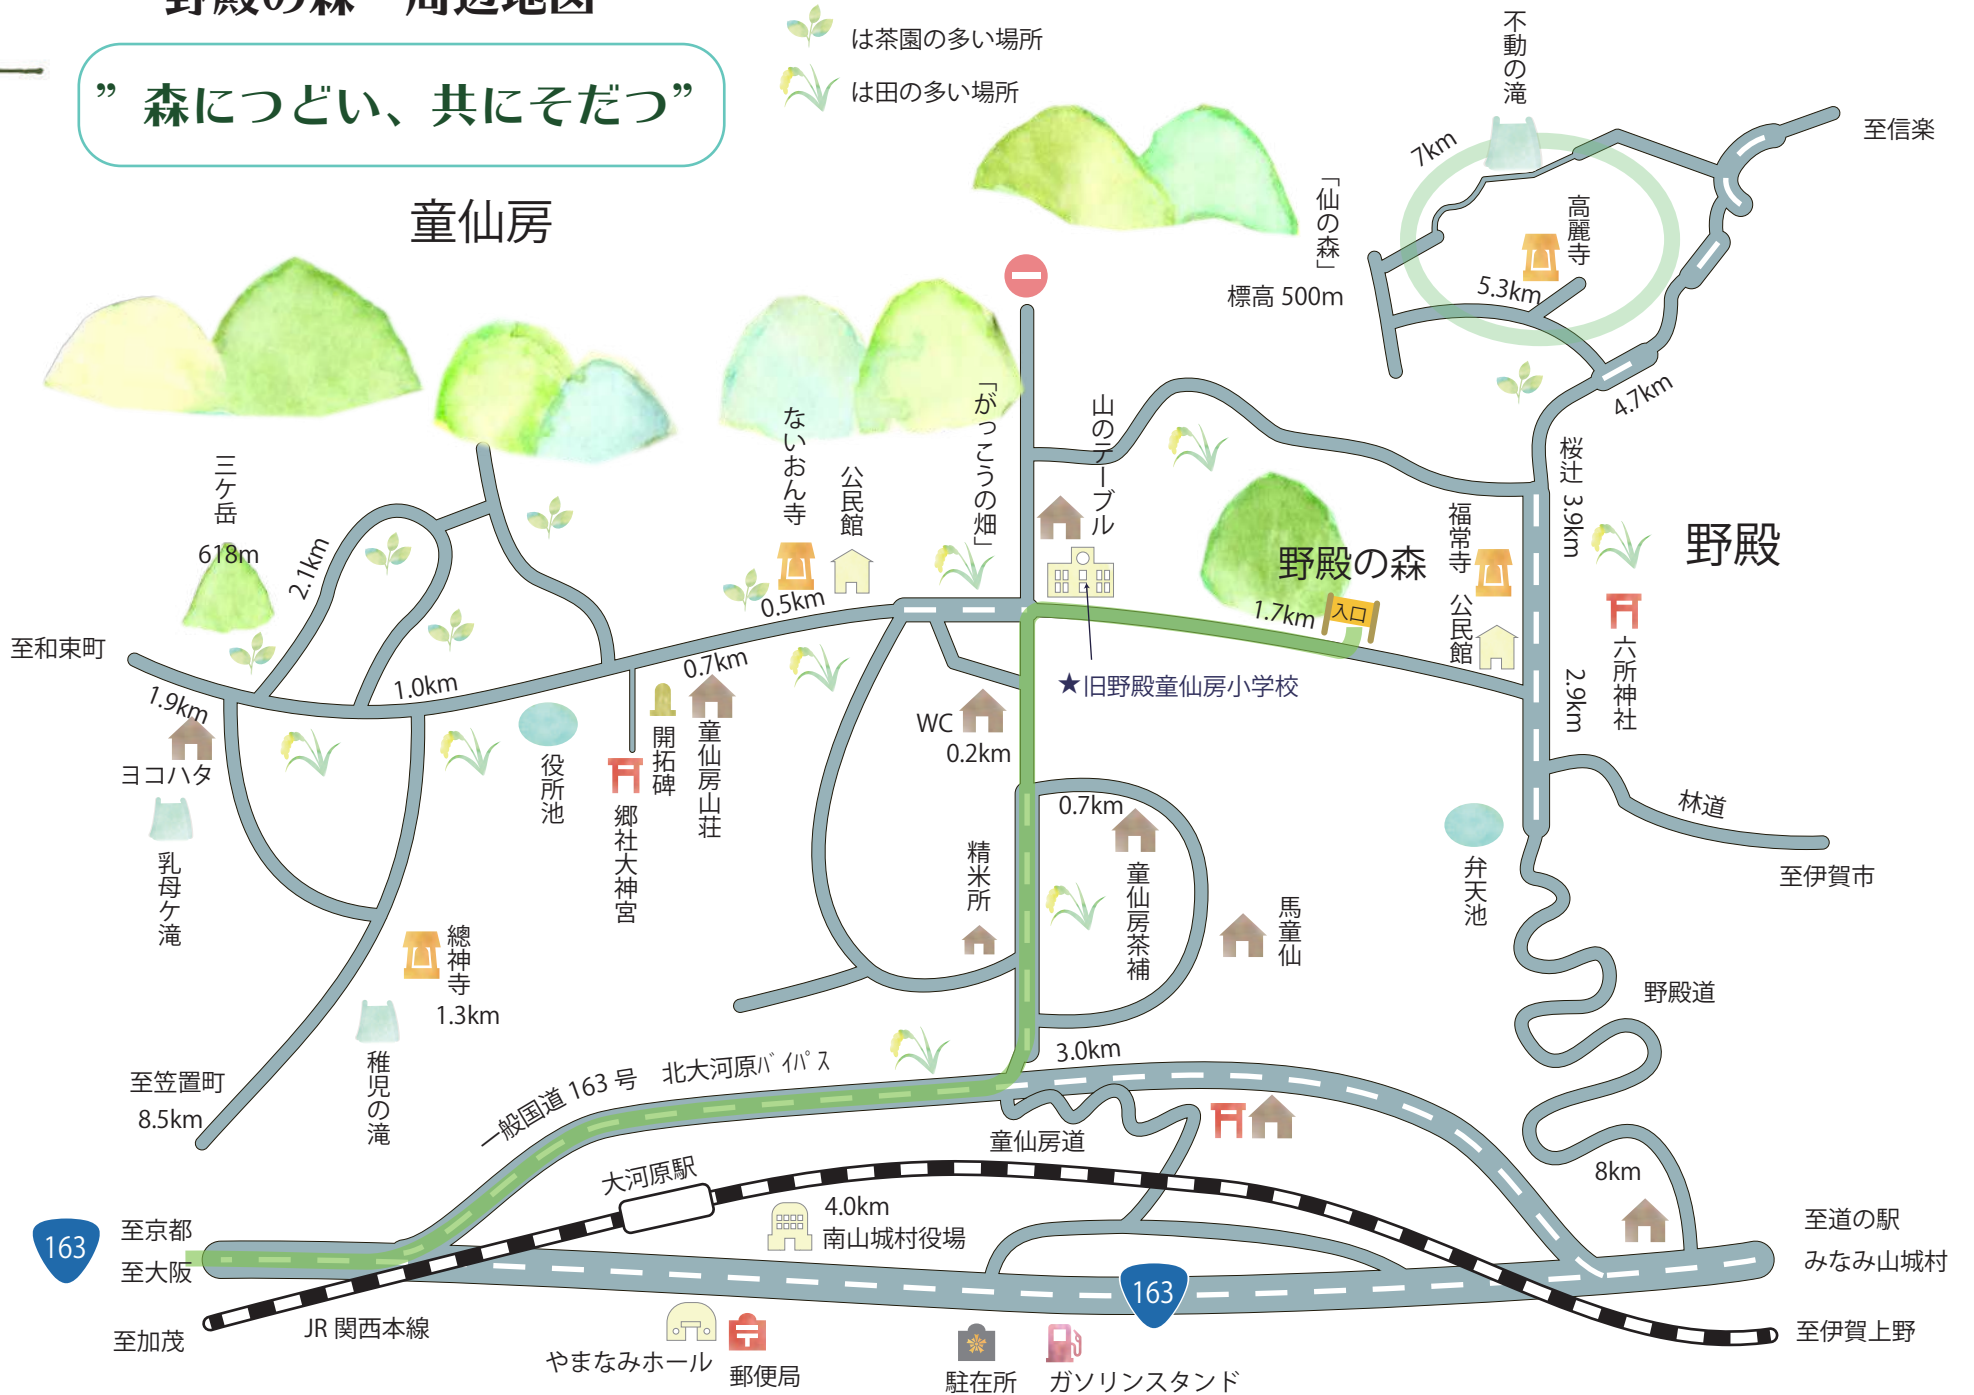 野殿の森 周辺地図
”森につどい、共にそだつ”
は茶園の多い場所
は田の多い場所
童仙房
不動の滝
至信楽
7km
「仙の森」
標高 500m
高麗寺
5.3km
4.7km
桜辻
3.9km
野殿
三ケ岳
618m
2.1km
ないおん寺
公民館
「がっこうの畑」
山のテーブル
野殿の森
入口
福常寺
公民館
1.7km
0.5km
至和束町
1.9km
1.0km
0.7km
★旧野殿童仙房小学校
六所神社
2.9km
ヨコハタ
乳母ケ滝
役所池
郷社大神宮
開拓碑
童仙房山荘
WC
0.2km
0.7km
精米所
童仙房茶補
馬童仙
弁天池
林道
至伊賀市
野殿道
總神寺
1.3km
稚児の滝
至笠置町
8.5km
一般国道 163 号 北大河原バイパス
3.0km
童仙房道
大河原駅
4.0km
南山城村役場
8km
163
至京都
至大阪
至道の駅
みなみ山城村
163
至加茂
JR 関西本線
至伊賀上野
やまなみホール
郵便局
駐在所
ガソリンスタンド